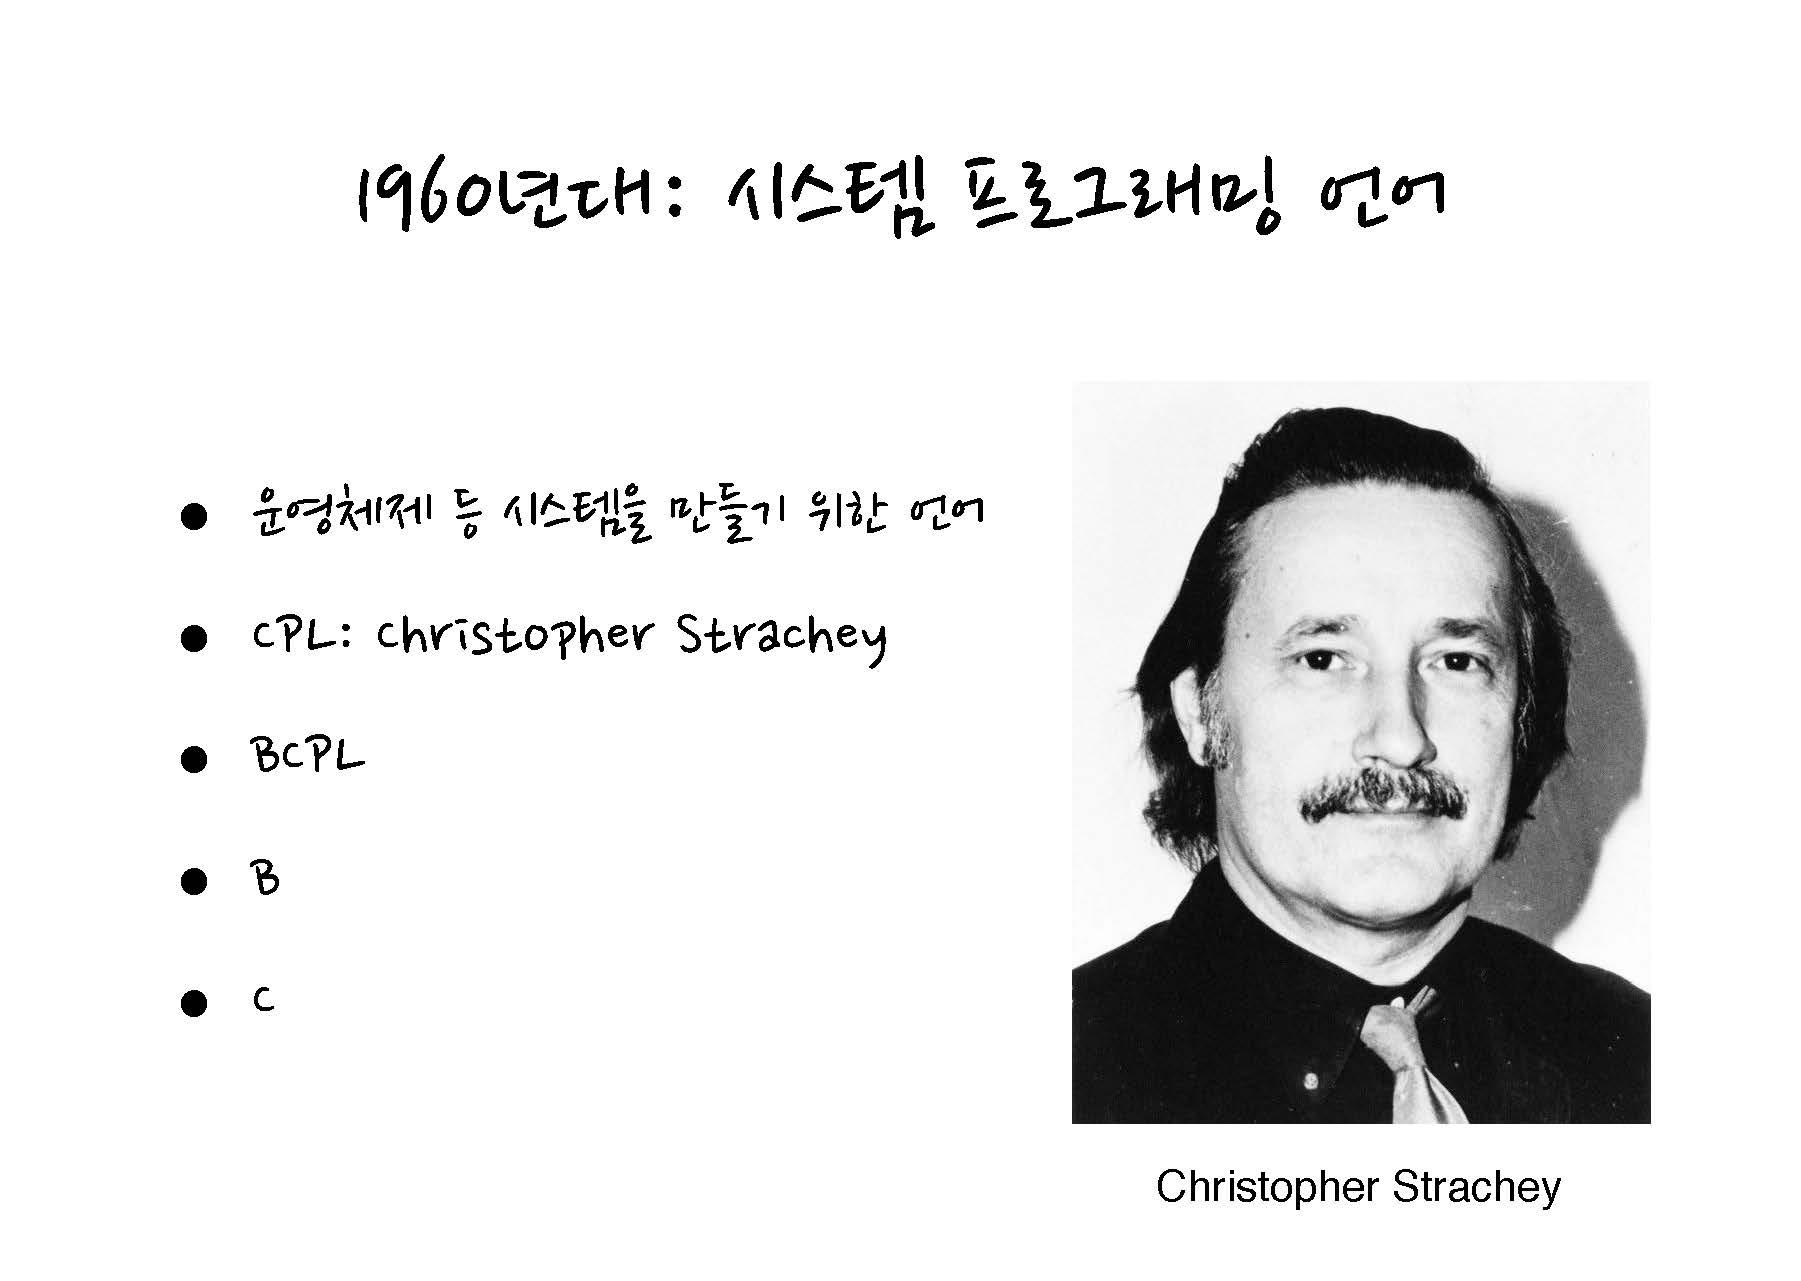 1960년대: 시스템 프로그래밍 언어
● 운영체제 등 시스템을 만들기 위한 언어
● CPL: Christopher Strachey
● BCPL
● B
● C
Christopher Strachey